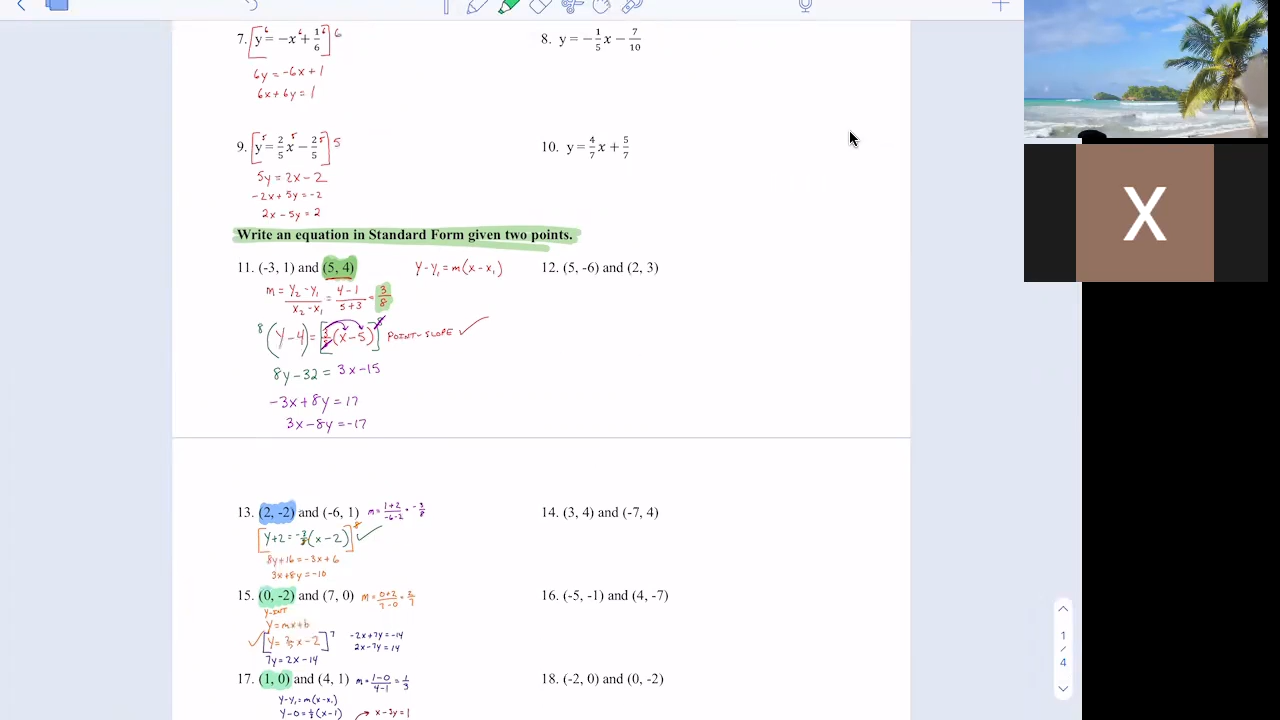 7. [y = -x + 1/6] 6
6y = -6x + 1
6x + 6y = 1
8. y = -1/5 x - 7/10
9. [y = 2/5 x - 2/5] 5
5y = 2x - 2
-2x + 5y = -2
2x - 5y = 2
10. y = 4/7 x + 5/7
Write an equation in Standard Form given two points.
11. (-3, 1) and (5, 4)
y - y₁ = m(x - x₁)
m = y₂ - y₁ / x₂ - x₁ = 4 - 1 / 5 + 3 = 3/8
8 (y - 4) = [3/8 (x - 5)] 8 POINT-SLOPE ✓
8y - 32 = 3x - 15
-3x + 8y = 17
3x - 8y = -17
12. (5, -6) and (2, 3)
13. (2, -2) and (-6, 1) m = 1+2 / -6-2 = -3/8
[y + 2 = -3/8 (x - 2)] 8 ✓
8y + 16 = -3x + 6
3x + 8y = -10
14. (3, 4) and (-7, 4)
15. (0, -2) and (7, 0) m = 0+2 / 7-0 = 2/7
y-INT
y = mx + b
✓ [y = 2/7 x - 2] 7
7y = 2x - 14
-2x + 7y = -14
2x - 7y = 14
16. (-5, -1) and (4, -7)
17. (1, 0) and (4, 1) m = 1-0 / 4-1 = 1/3
y - y₁ = m(x - x₁)
y - 0 = 1/3 (x - 1) → x - 3y = 1
18. (-2, 0) and (0, -2)
1
/
4
X